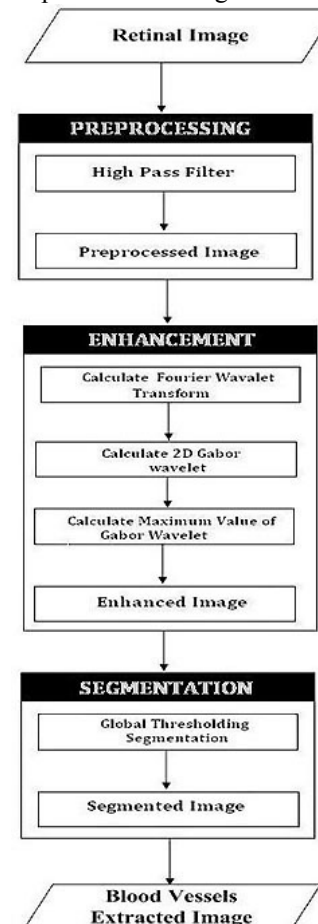 Retinal Image
PREPROCESSING
High Pass Filter
Preprocessed Image
ENHANCEMENT
Calculate Fourier Wavalet
Transform
Calculate 2D Gabor
wavelet
Calculate Maximum Value of
Gabor Wavelet
Enhanced Image
SEGMENTATION
Global Thresholding
Segmentation
Segmented Image
Blood Vessels
Extracted Image